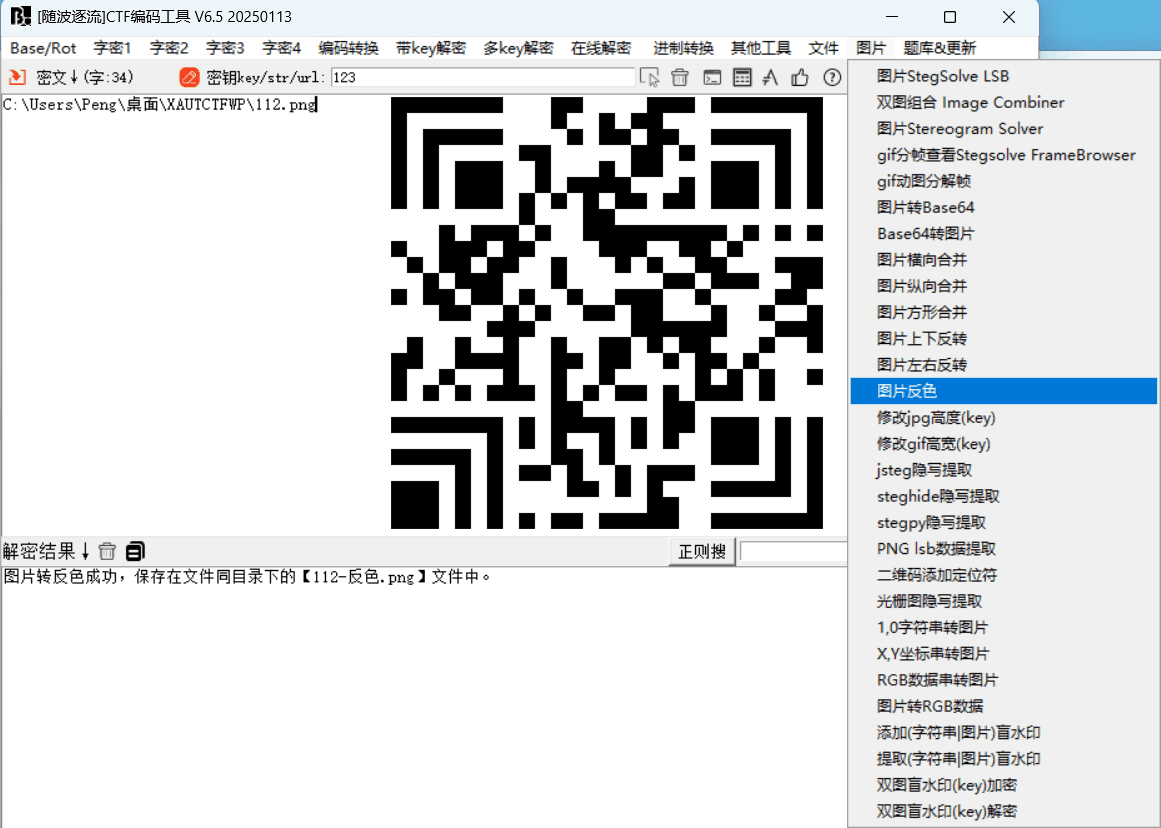 [随波逐流]CTF编码工具 V6.5 20250113
Base/Rot 字密1 字密2 字密3 字密4 编码转换 带key解密 多key解密 在线解密 进制转换 其他工具 文件 图片 题库&更新
密文↓(字:34) 密钥key/str/url: 123
C:\Users\Peng\桌面\XAUTCTFWP\112.png
图片StegSolve LSB
双图组合 Image Combiner
图片Stereogram Solver
gif分帧查看Stegsolve FrameBrowser
gif动图分解帧
图片转Base64
Base64转图片
图片横向合并
图片纵向合并
图片方形合并
图片上下反转
图片左右反转
图片反色
修改jpg高度(key)
修改gif高宽(key)
jsteg隐写提取
steghide隐写提取
stegpy隐写提取
PNG lsb数据提取
二维码添加定位符
光栅图隐写提取
1,0字符串转图片
X,Y坐标串转图片
RGB数据串转图片
图片转RGB数据
添加(字符串|图片)盲水印
提取(字符串|图片)盲水印
双图盲水印(key)加密
双图盲水印(key)解密
解密结果↓ 正则搜
图片转反色成功，保存在文件同目录下的【112-反色.png】文件中。